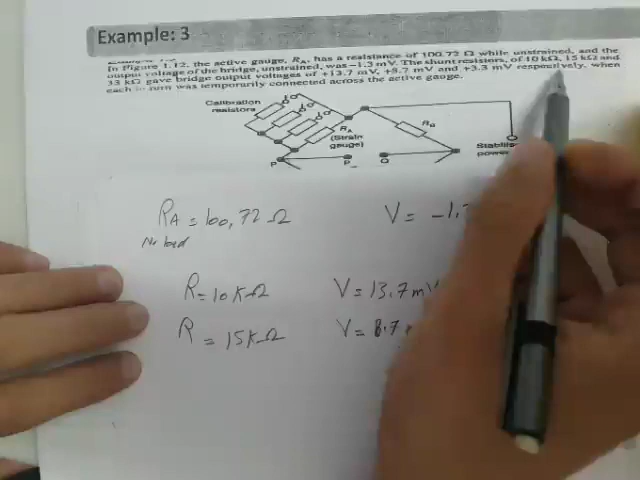 Example: 3
In Figure 1.12, the active gauge, RA, has a resistance of 100.72 Ω while unstrained, and the
output voltage of the bridge, unstrained, was −1.3 mV. The shunt resistors, of 10 kΩ, 15 kΩ and
33 kΩ gave bridge output voltages of +13.7 mV, +8.7 mV and +3.3 mV respectively, when
each in turn was temporarily connected across the active gauge.
Calibration
resistors
RA
(Strain
gauge)
P
P
Q
Stabilis
power
RA = 100,72 Ω
No load
V = -1.
R = 10 KΩ
V = 13.7 mV
R = 15 KΩ
V = 8.7